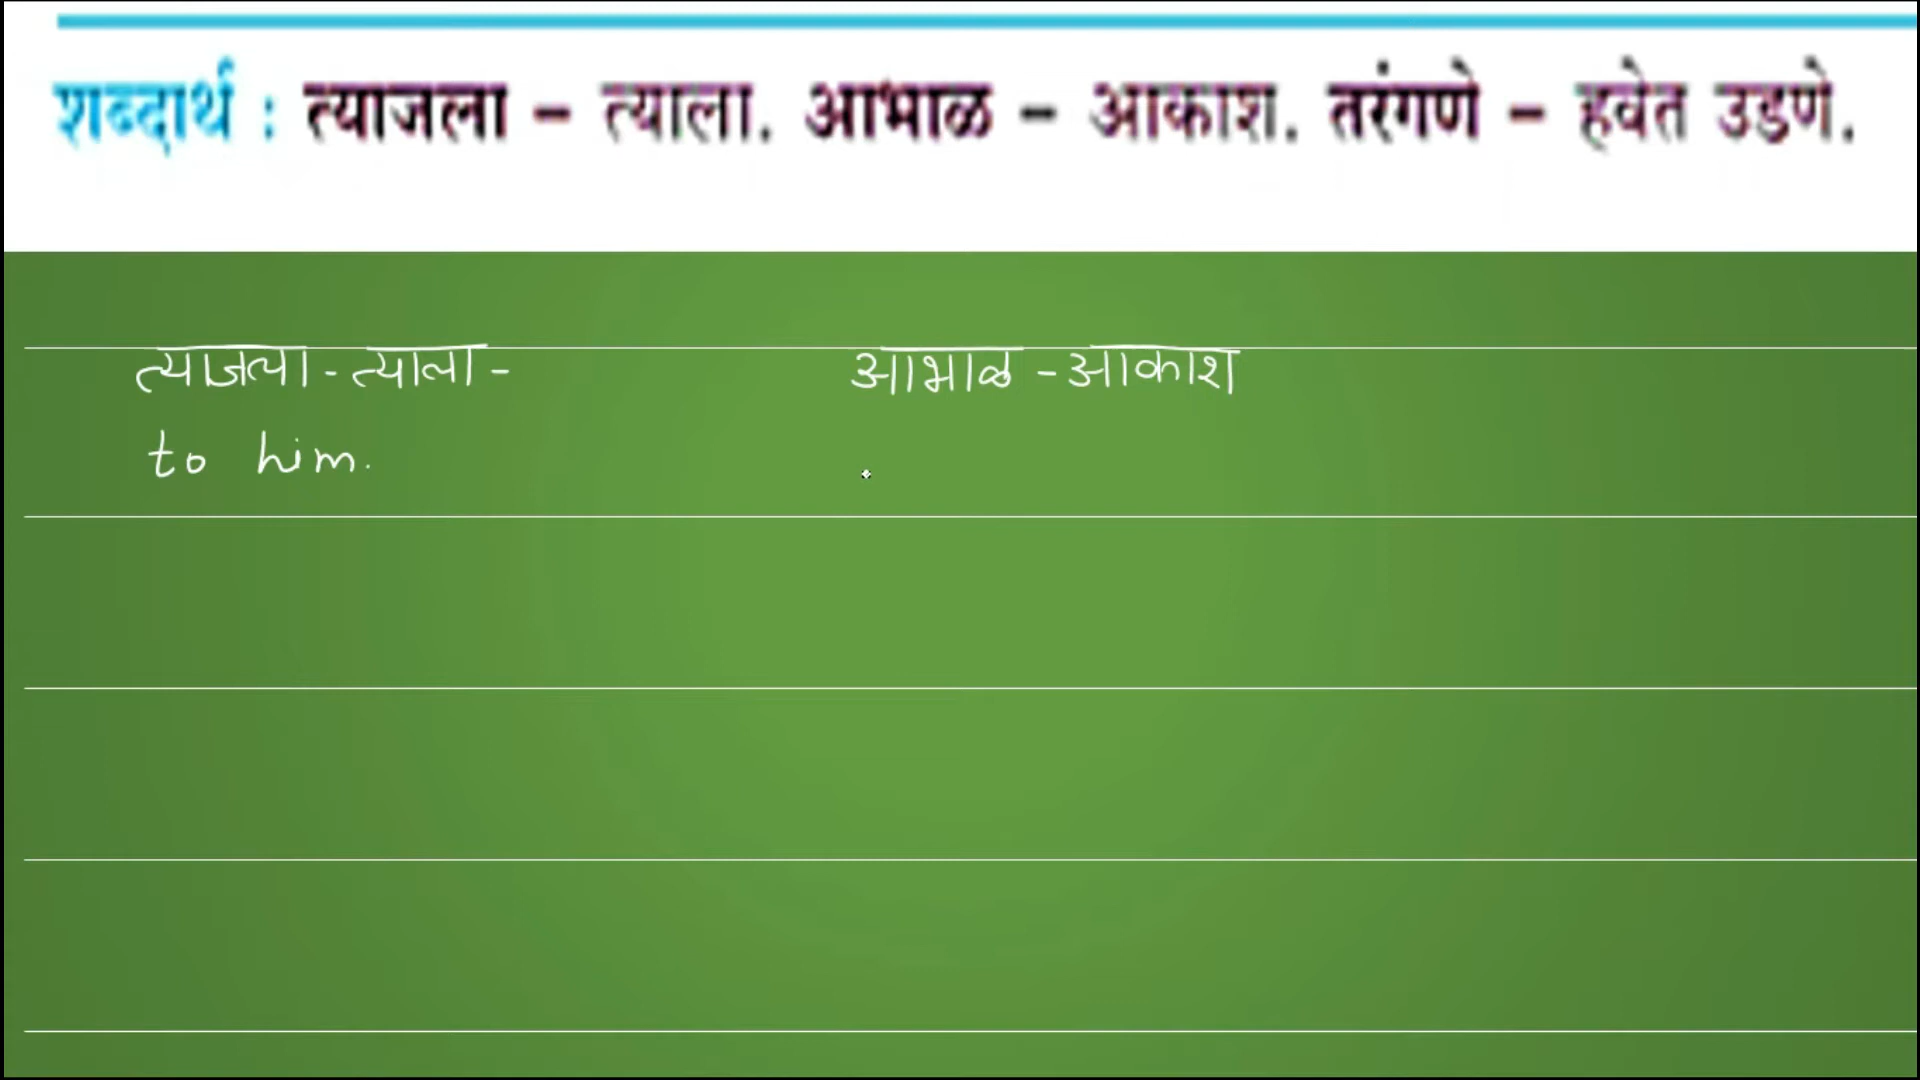 शब्दार्थ : त्याजला – त्याला. आभाळ – आकाश. तरंगणे – हवेत उडणे.
त्याजला - त्याला - आभाळ - आकाश
to him.